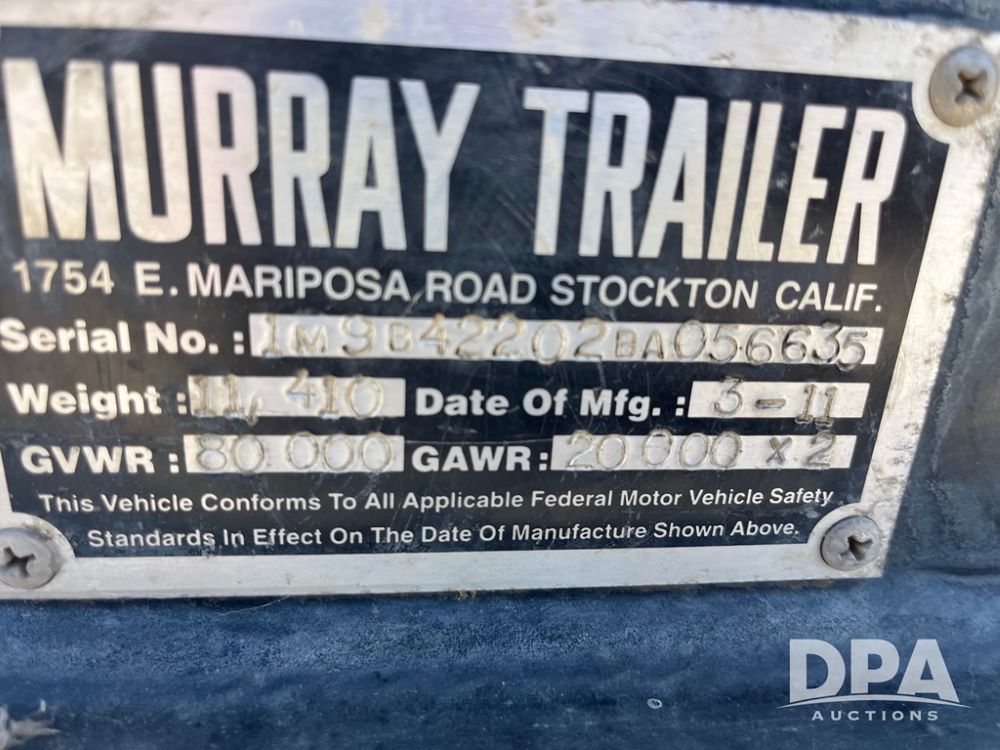 MURRAY TRAILER
1754 E. MARIPOSA ROAD STOCKTON CALIF.
Serial No. : 1M9B42202BA056635
Weight : 11,410 Date Of Mfg. : 3-11
GVWR : 80 000 GAWR : 20 000 x 2
This Vehicle Conforms To All Applicable Federal Motor Vehicle Safety
Standards In Effect On The Date Of Manufacture Shown Above.
DPA
AUCTIONS